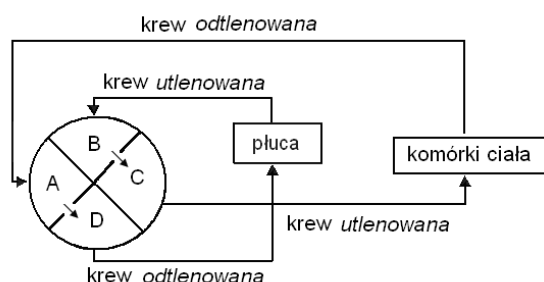 krew odtlenowana
krew utlenowana
płuca
komórki ciała
B
A
C
D
krew utlenowana
krew odtlenowana